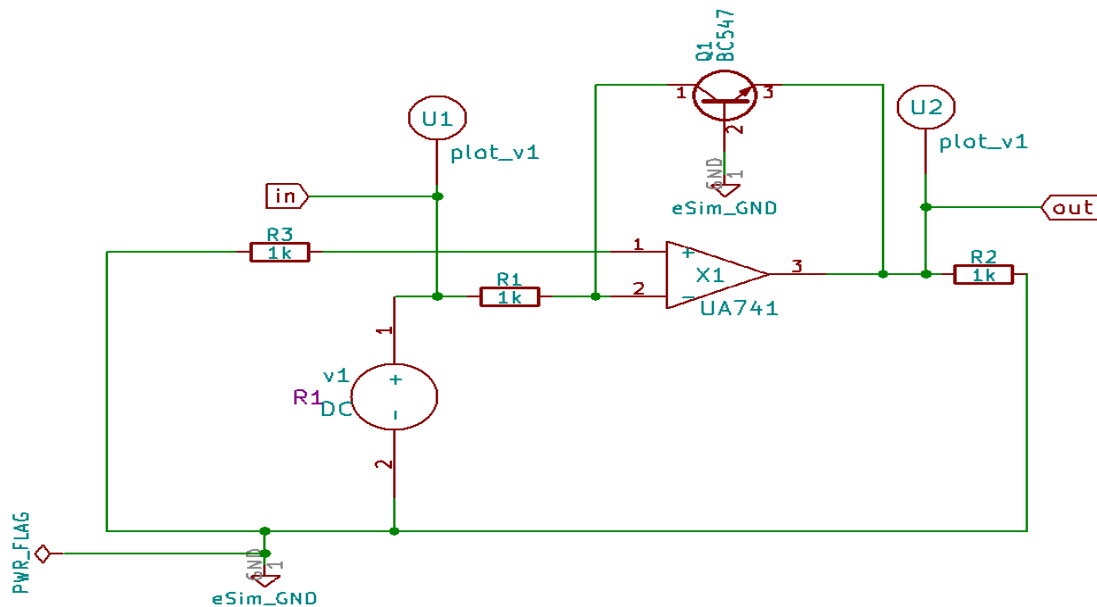 Q1
BC547
1
3
2
GND
1
eSim_GND
U1
plot_v1
U2
plot_v1
in
out
R3
1k
1
+
X1
3
R2
1k
R1
1k
2
−
UA741
1
v1
+
R1
DC
-
2
PWR_FLAG
GND
1
eSim_GND